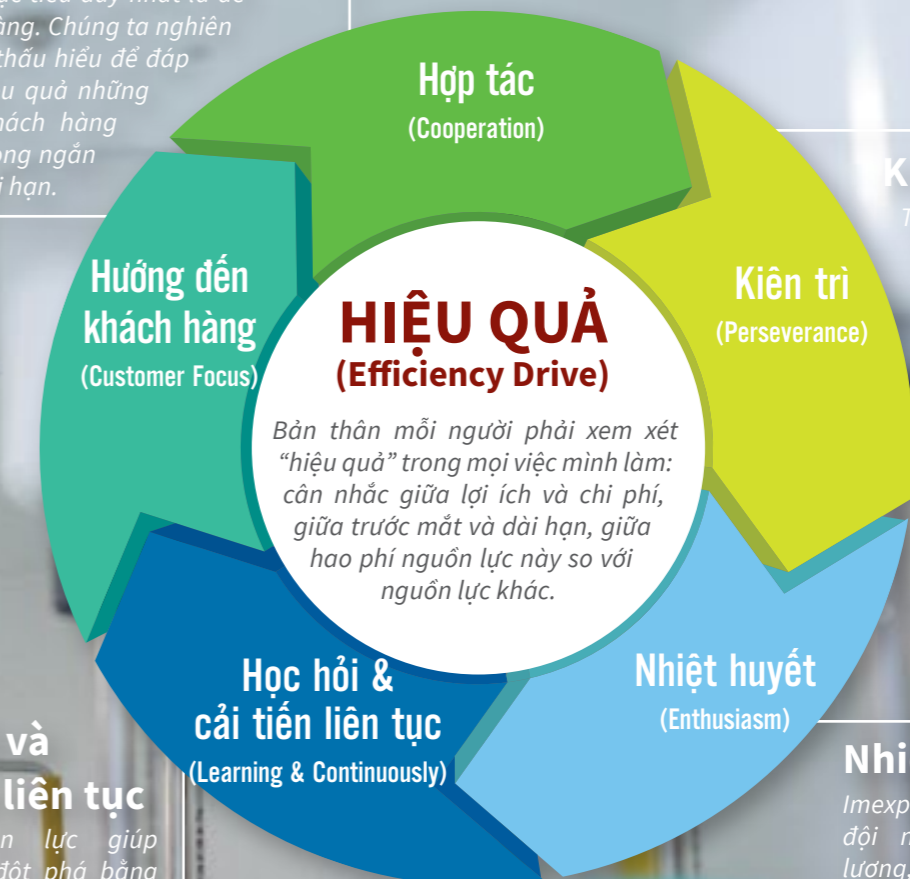 là để
hàng. Chúng ta nghiên
thấu hiểu để đáp
quả những
hàng
ngắn
hạn.
Hợp tác
(Cooperation)
Kiên trì
(Perseverance)
Hướng đến
khách hàng
(Customer Focus)
HIỆU QUẢ
(Efficiency Drive)
Bản thân mỗi người phải xem xét
“hiệu quả” trong mọi việc mình làm:
cân nhắc giữa lợi ích và chi phí,
giữa trước mắt và dài hạn, giữa
hao phí nguồn lực này so với
nguồn lực khác.
Nhiệt huyết
(Enthusiasm)
Học hỏi &
cải tiến liên tục
(Learning & Continuously)
và
liên tục
lực giúp
đột phá bằng
K
T
Nhi
Imexp
đội
lương.